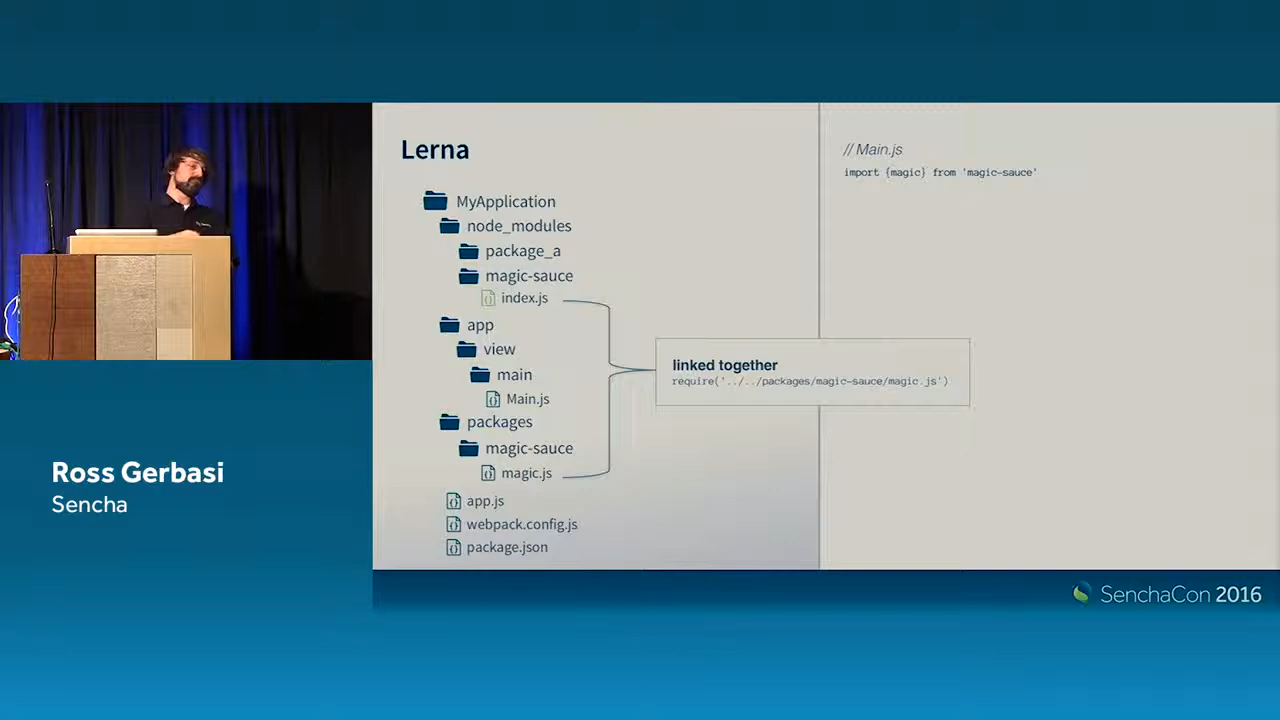 Lerna
MyApplication
node_modules
package_a
magic-sauce
index.js
app
view
main
Main.js
packages
magic-sauce
magic.js
app.js
webpack.config.js
package.json
linked together
require('../../packages/magic-sauce/magic.js')
// Main.js
import {magic} from 'magic-sauce'
Ross Gerbasi
Sencha
SenchaCon 2016